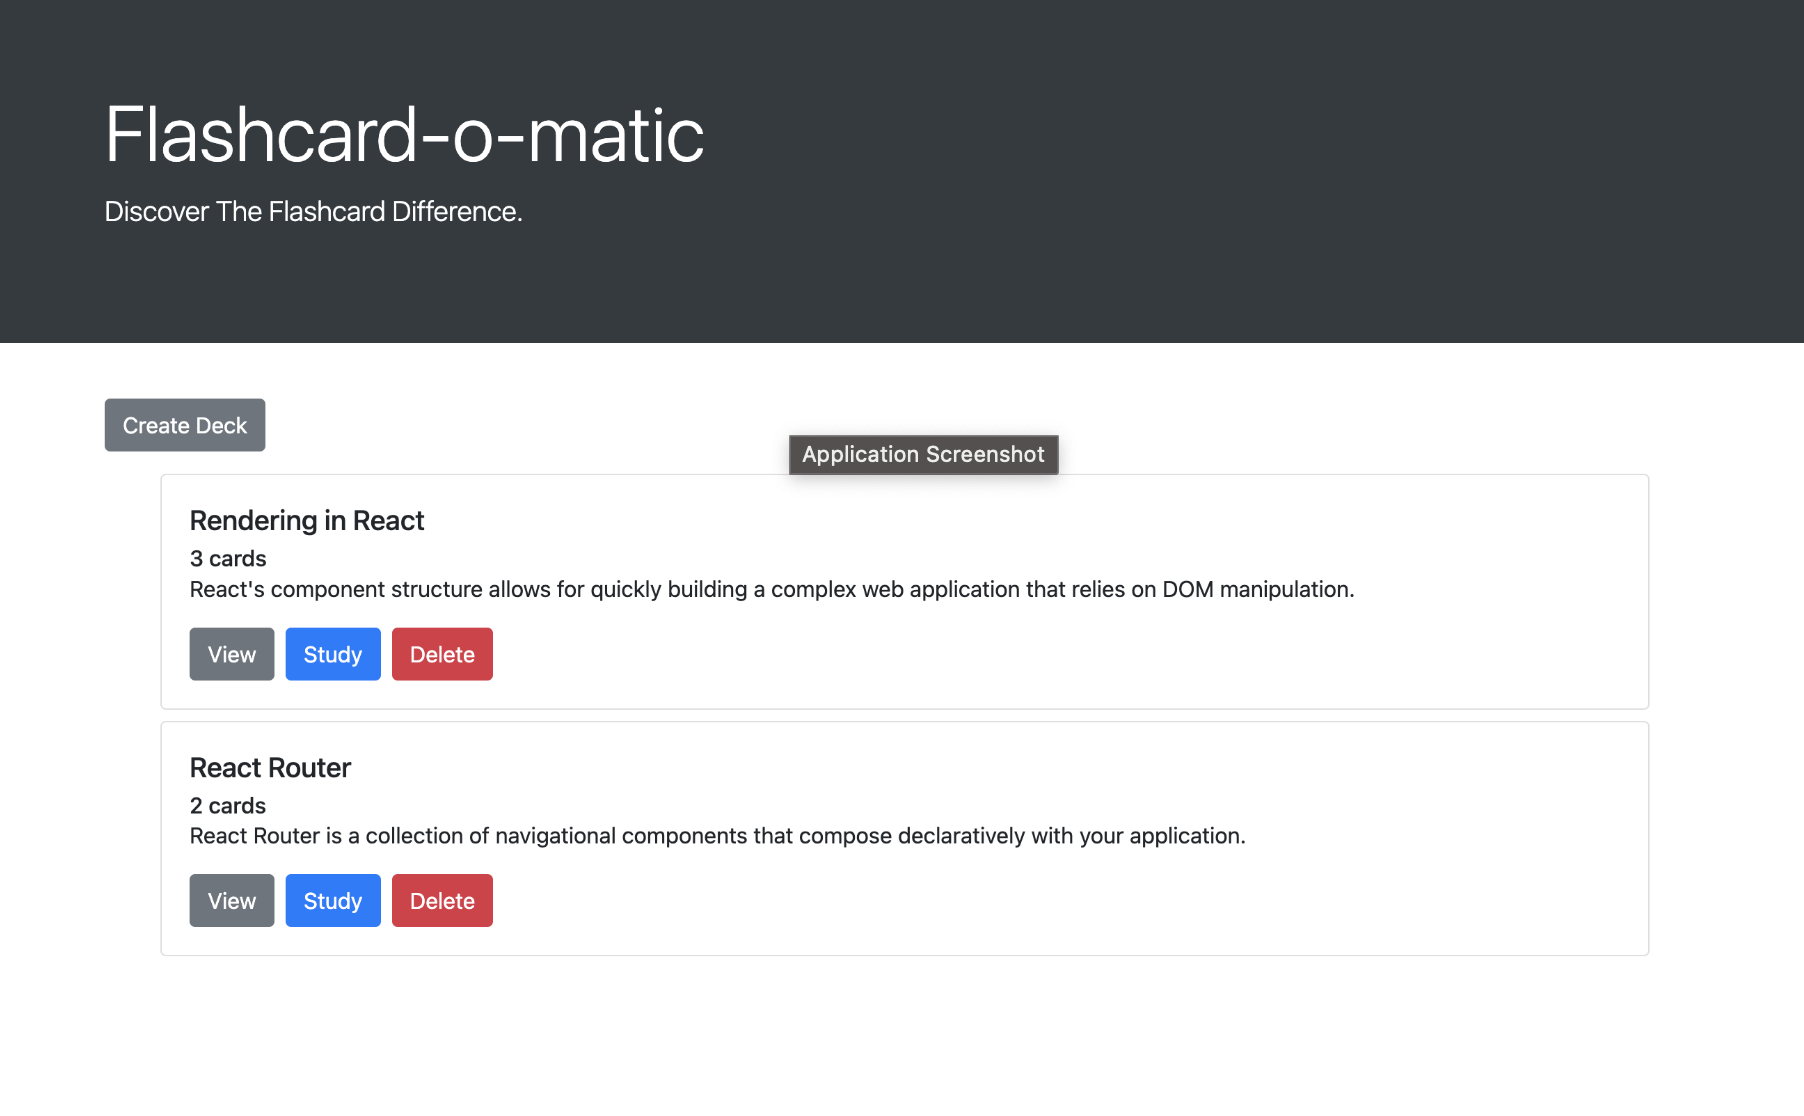 Flashcard-o-matic
Discover The Flashcard Difference.
Create Deck
Application Screenshot
Rendering in React
3 cards
React's component structure allows for quickly building a complex web application that relies on DOM manipulation.
View Study Delete
React Router
2 cards
React Router is a collection of navigational components that compose declaratively with your application.
View Study Delete